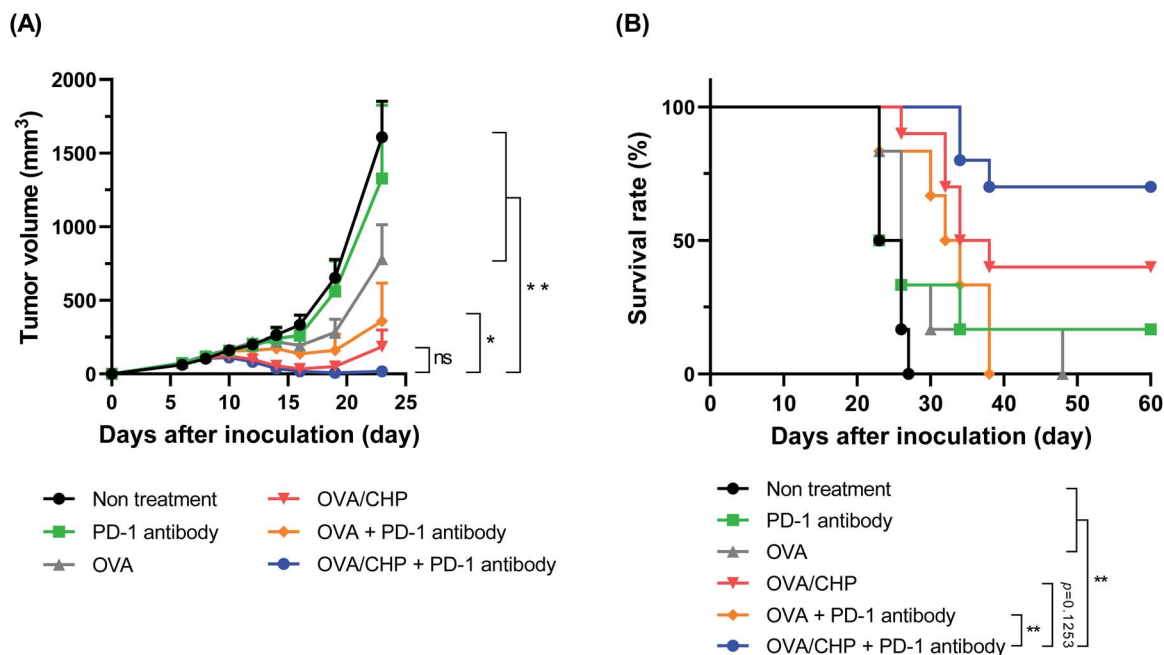 (A)
Tumor volume (mm³)
2000
1500
1000
500
0
0 5 10 15 20 25
Days after inoculation (day)
ns
*
**
Non treatment
PD-1 antibody
OVA
OVA/CHP
OVA + PD-1 antibody
OVA/CHP + PD-1 antibody
(B)
Survival rate (%)
100
50
0
0 20 30 40 50 60
Days after inoculation (day)
Non treatment
PD-1 antibody
OVA
OVA/CHP
OVA + PD-1 antibody
OVA/CHP + PD-1 antibody
**
p=0.1253
**